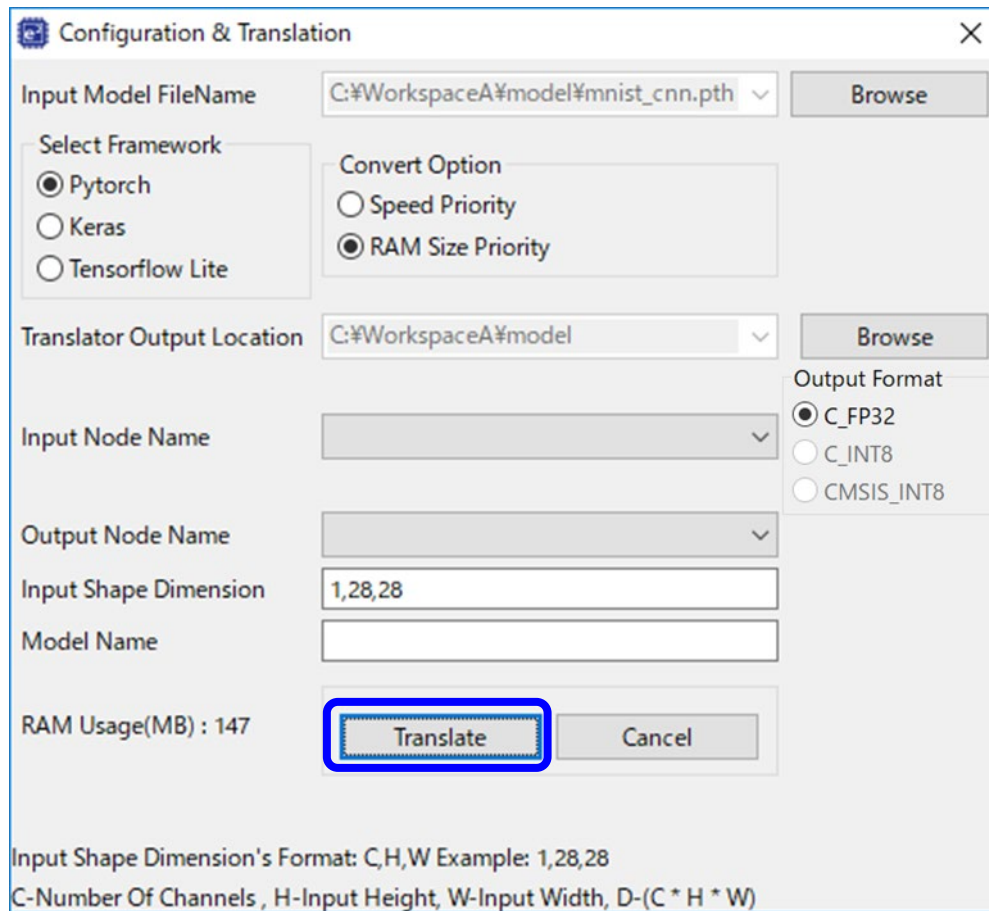 Configuration & Translation
Input Model FileName
C:¥WorkspaceA¥model¥mnist_cnn.pth
Browse
Select Framework
Pytorch
Keras
Tensorflow Lite
Convert Option
Speed Priority
RAM Size Priority
Translator Output Location
C:¥WorkspaceA¥model
Browse
Output Format
C_FP32
C_INT8
CMSIS_INT8
Input Node Name
Output Node Name
Input Shape Dimension
1,28,28
Model Name
RAM Usage(MB) : 147
Translate
Cancel
Input Shape Dimension's Format: C,H,W Example: 1,28,28
C-Number Of Channels , H-Input Height, W-Input Width, D-(C * H * W)